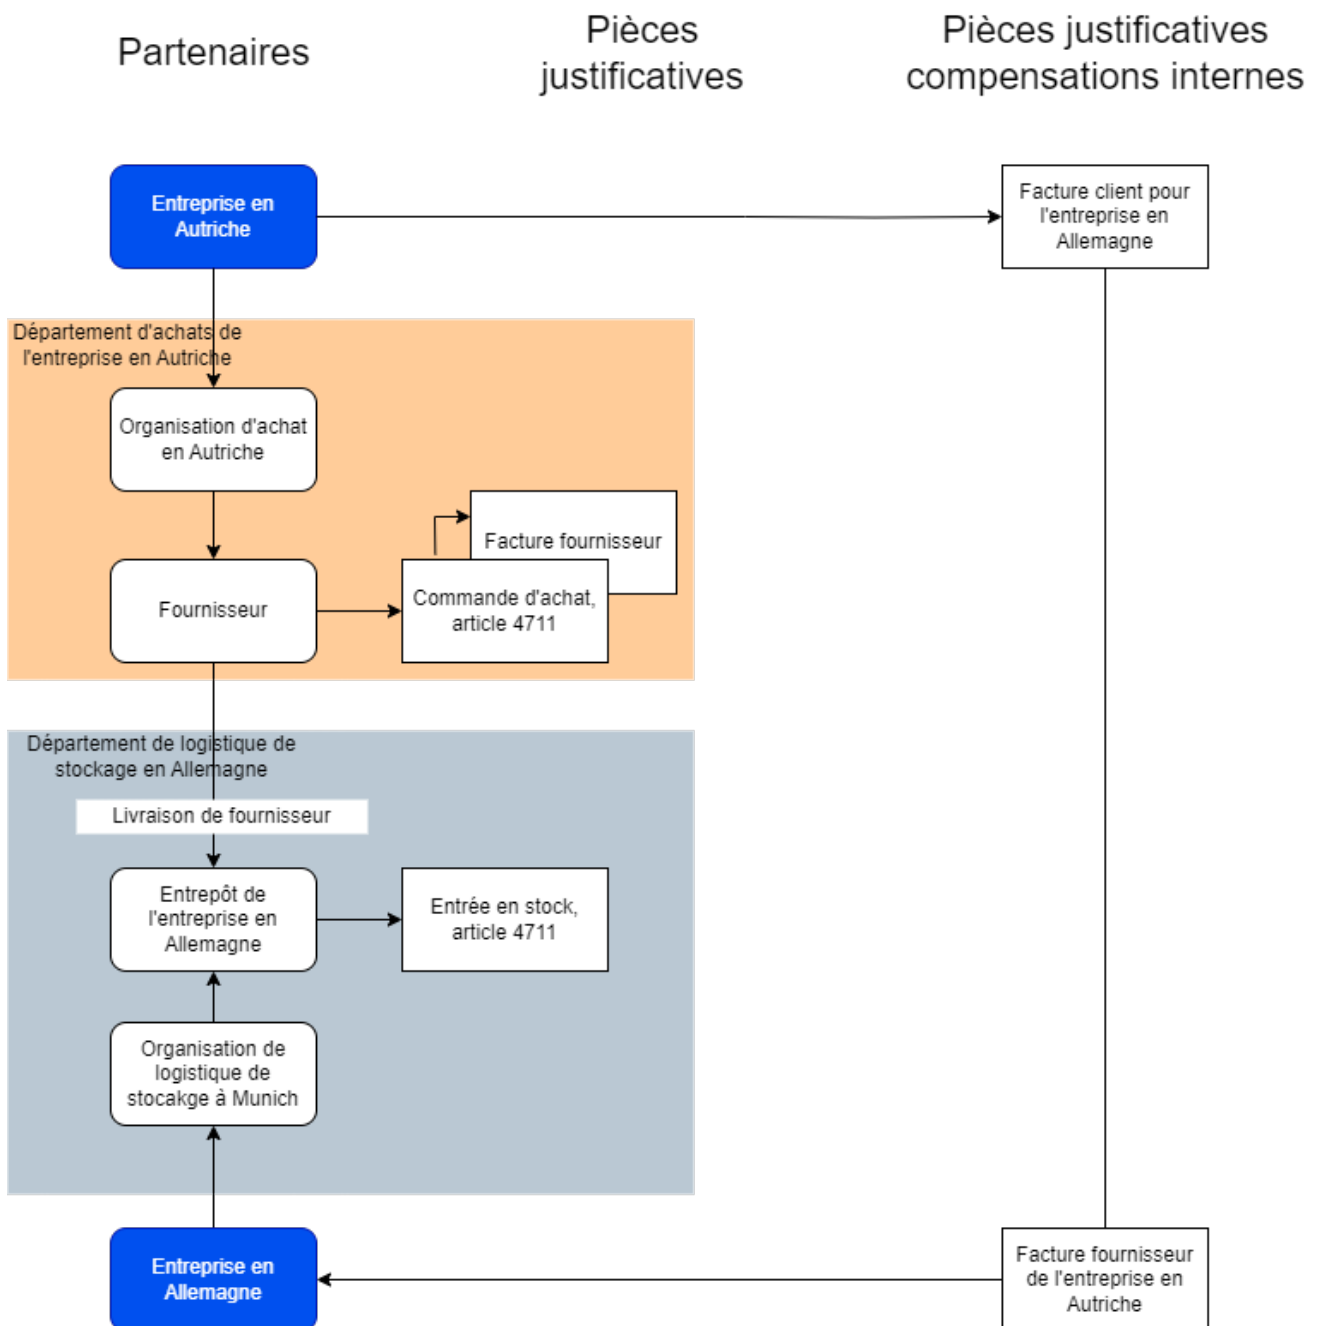 Partenaires
Pièces
justificatives
Pièces justificatives
compensations internes
Entreprise en
Autriche
Facture client pour
l'entreprise en
Allemagne
Département d'achats de
l'entreprise en Autriche
Organisation d'achat
en Autriche
Facture fournisseur
Fournisseur
Commande d'achat,
article 4711
Département de logistique de
stockage en Allemagne
Livraison de fournisseur
Entrepôt de
l'entreprise en
Allemagne
Entrée en stock,
article 4711
Organisation de
logistique de
stocakge à Munich
Entreprise en
Allemagne
Facture fournisseur
de l'entreprise en
Autriche